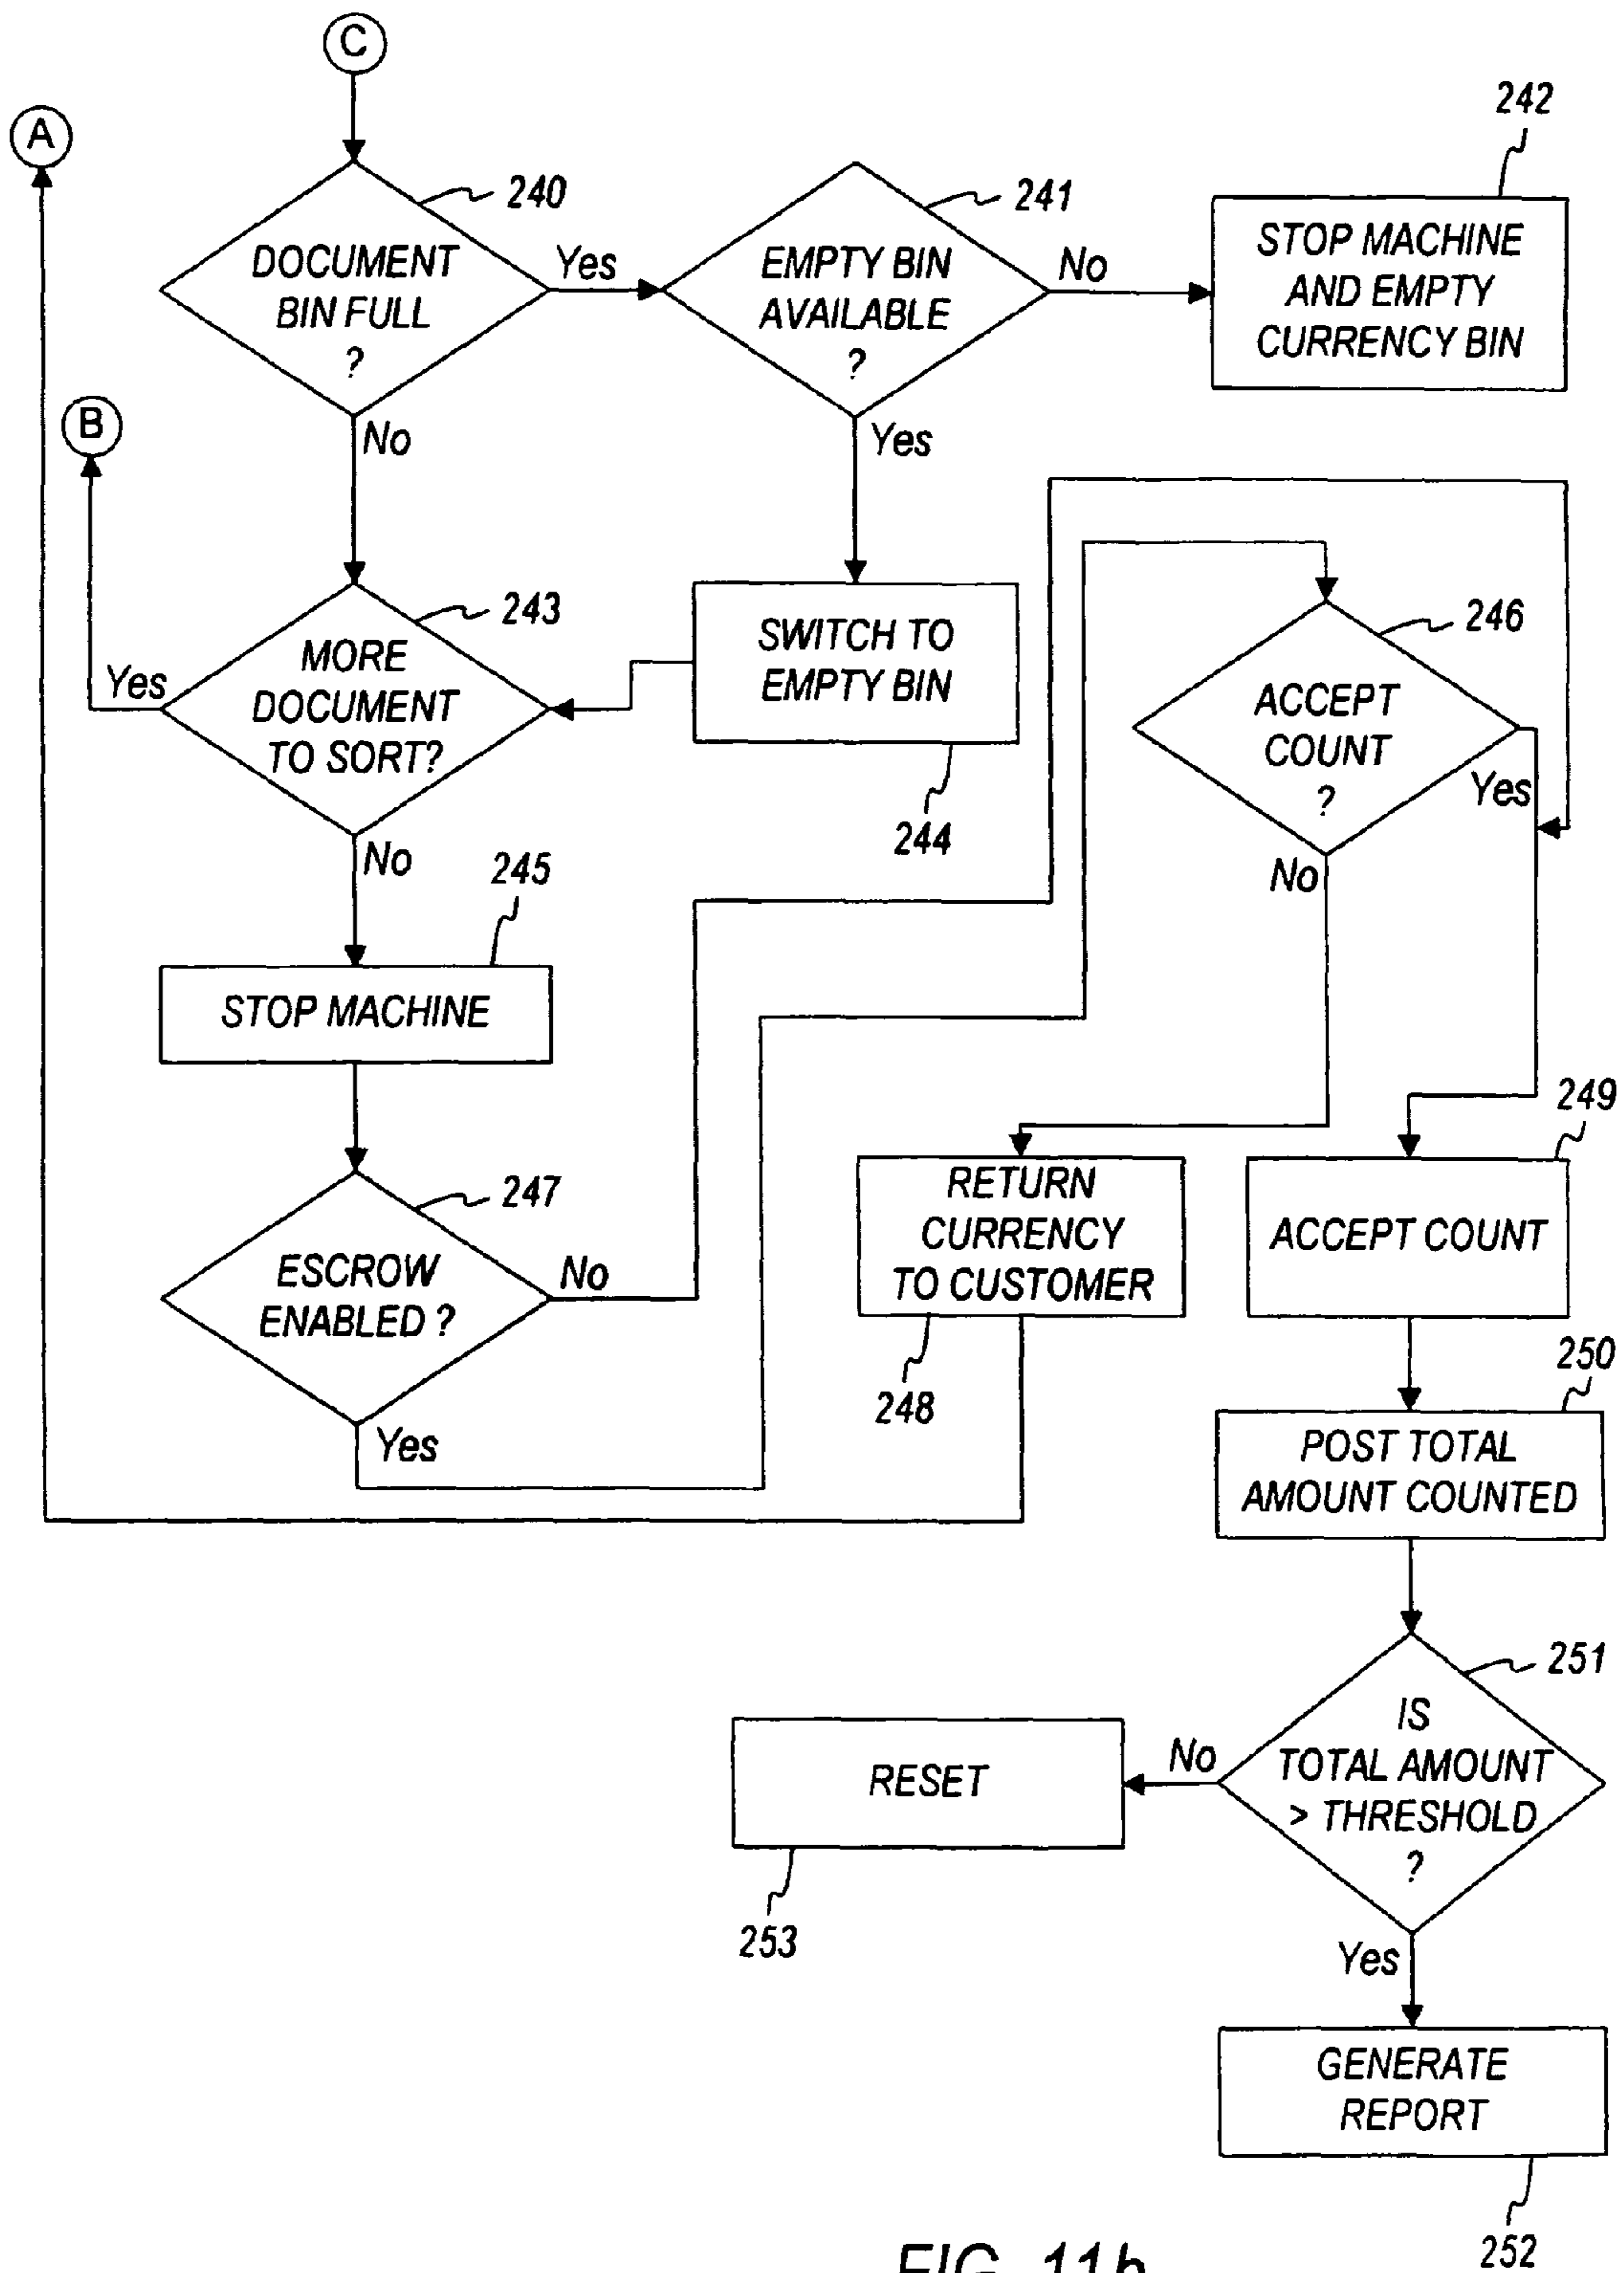 C
A
240
DOCUMENT
BIN FULL
?
Yes
No
241
EMPTY BIN
AVAILABLE
?
No
Yes
242
STOP MACHINE
AND EMPTY
CURRENCY BIN
B
243
MORE
DOCUMENT
TO SORT?
Yes
No
SWITCH TO
EMPTY BIN
244
246
ACCEPT
COUNT
?
Yes
No
245
STOP MACHINE
247
ESCROW
ENABLED ?
No
Yes
RETURN
CURRENCY
TO CUSTOMER
248
249
ACCEPT COUNT
250
POST TOTAL
AMOUNT COUNTED
251
IS
TOTAL AMOUNT
> THRESHOLD
?
No
Yes
RESET
253
GENERATE
REPORT
252
FIG. 11b